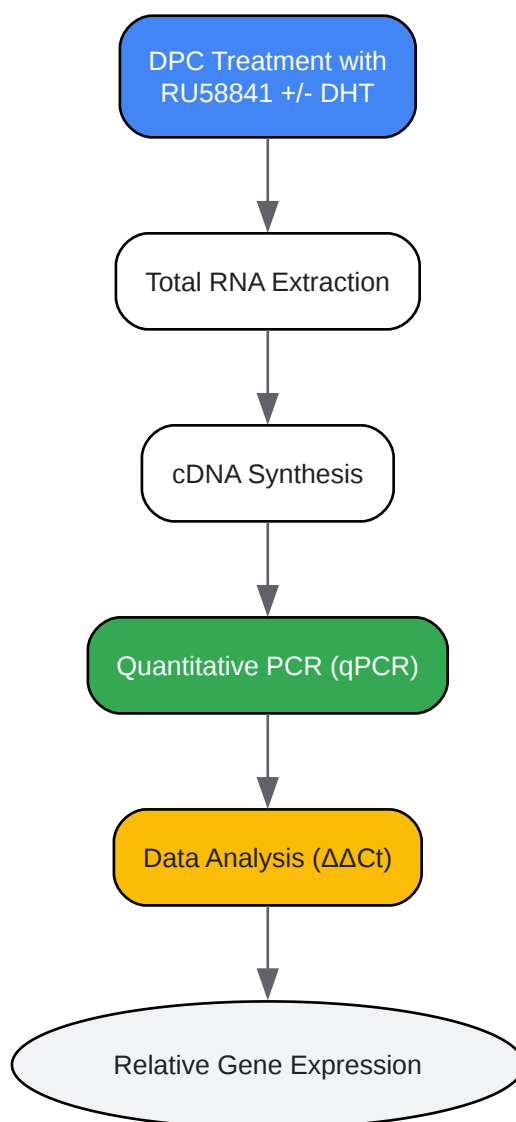 DPC Treatment with
RU58841 +/- DHT
Total RNA Extraction
cDNA Synthesis
Quantitative PCR (qPCR)
Data Analysis (ΔΔCt)
Relative Gene Expression